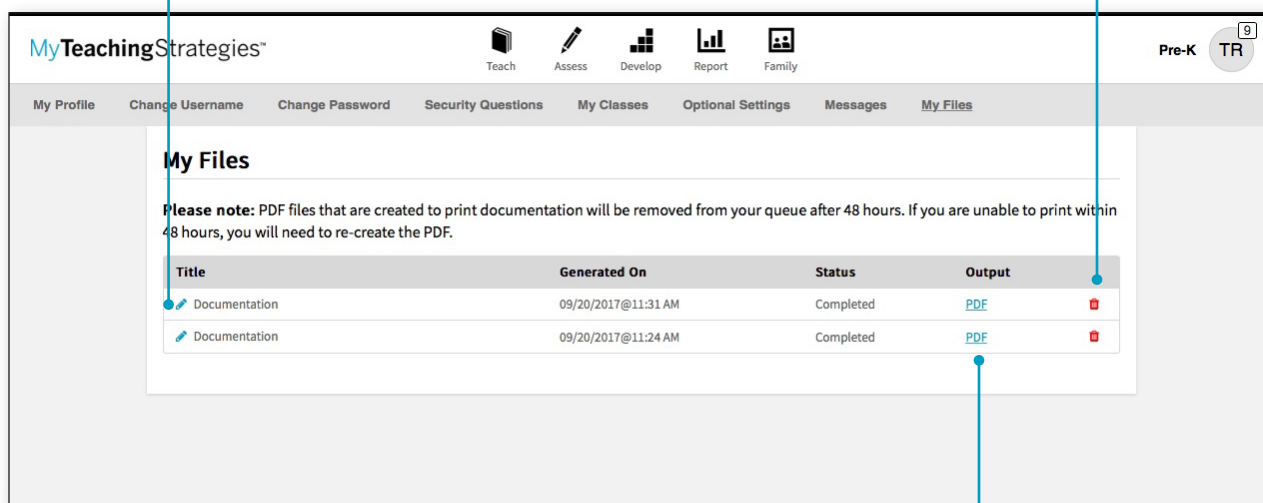 MyTeachingStrategies™
Teach Assess Develop Report Family
Pre-K TR 9
My Profile Change Username Change Password Security Questions My Classes Optional Settings Messages My Files
My Files
Please note: PDF files that are created to print documentation will be removed from your queue after 48 hours. If you are unable to print within
48 hours, you will need to re-create the PDF.
Title Generated On Status Output
Documentation 09/20/2017@11:31 AM Completed PDF
Documentation 09/20/2017@11:24 AM Completed PDF